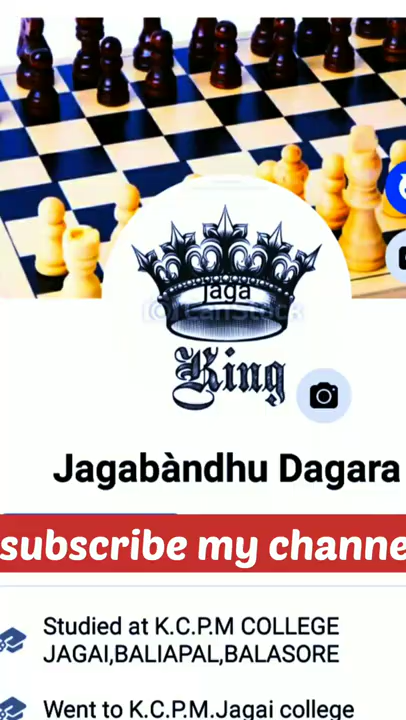 jaga
King
Jagabàndhu Dagara
subscribe my channe
Studied at K.C.P.M COLLEGE
JAGAI,BALIAPAL,BALASORE
Went to K.C.P.M.Jagai college